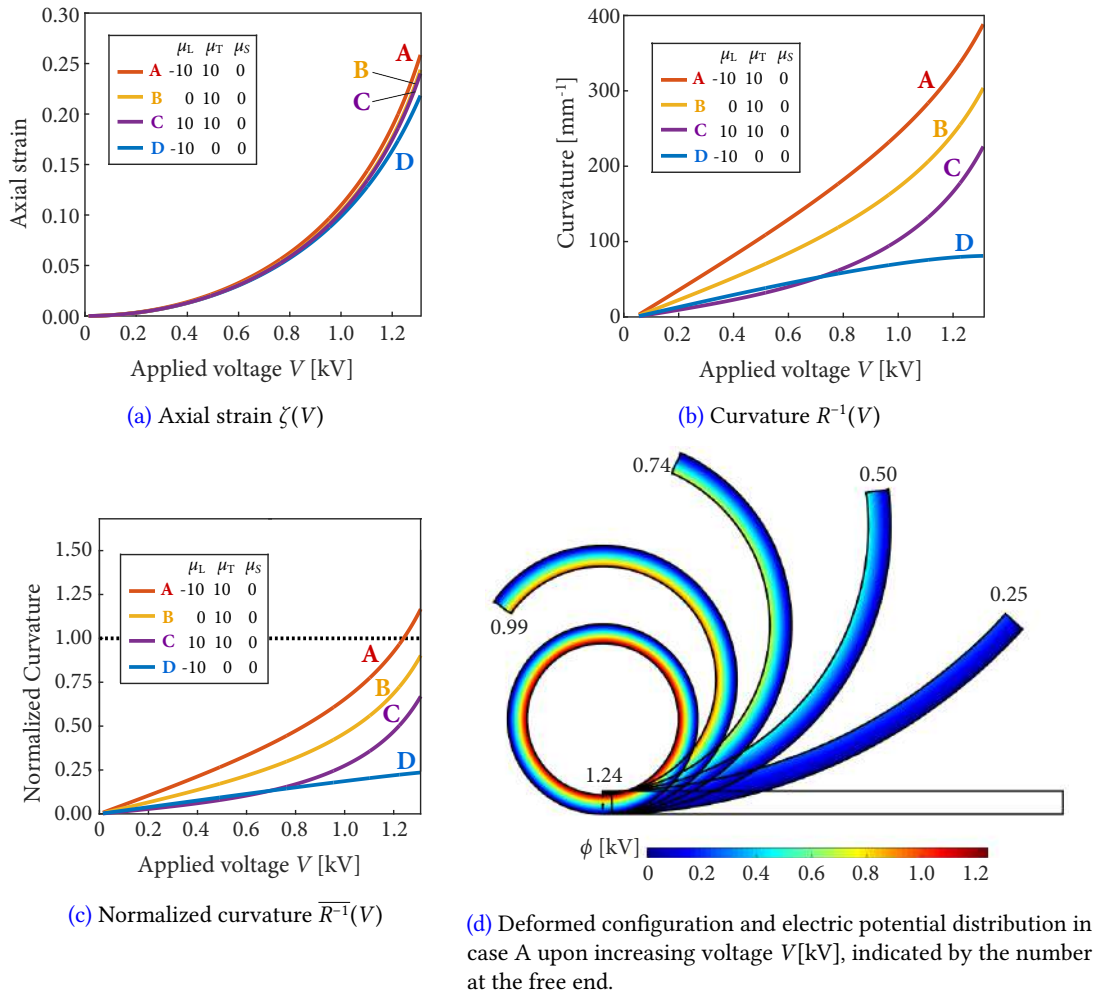 0.30
0.25
0.20
0.15
0.10
0.05
0.00
Axial strain
μL μT μS
A -10 10 0
B 0 10 0
C 10 10 0
D -10 0 0
A
B
C
D
0 0.2 0.4 0.6 0.8 1.0 1.2
Applied voltage V [kV]
(a) Axial strain ζ(V)
400
300
200
100
0
Curvature [mm⁻¹]
μL μT μS
A -10 10 0
B 0 10 0
C 10 10 0
D -10 0 0
A
B
C
D
0.2 0.4 0.6 0.8 1.0 1.2
Applied voltage V [kV]
(b) Curvature R⁻¹(V)
1.50
1.25
1.00
0.75
0.50
0.25
0.00
Normalized Curvature
μL μT μS
A -10 10 0
B 0 10 0
C 10 10 0
D -10 0 0
A
B
C
D
0 0.2 0.4 0.6 0.8 1.0 1.2
Applied voltage V [kV]
(c) Normalized curvature R⁻¹(V)
0.74
0.50
0.25
0.99
1.24
ϕ [kV]
0 0.2 0.4 0.6 0.8 1.0 1.2
(d) Deformed configuration and electric potential distribution in
case A upon increasing voltage V[kV], indicated by the number
at the free end.